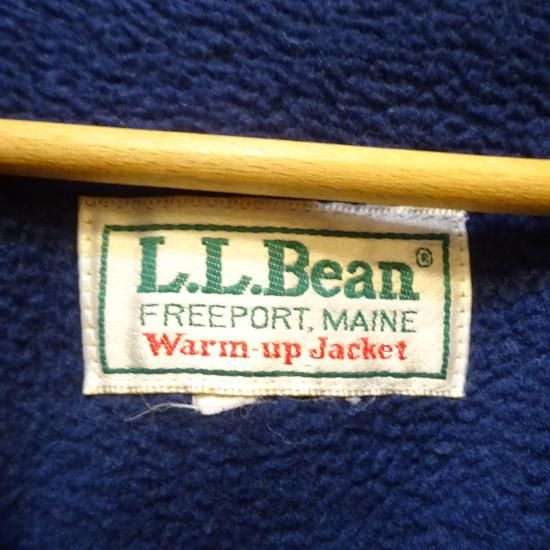 L.L.Bean®
FREEPORT, MAINE
Warm-up Jacket